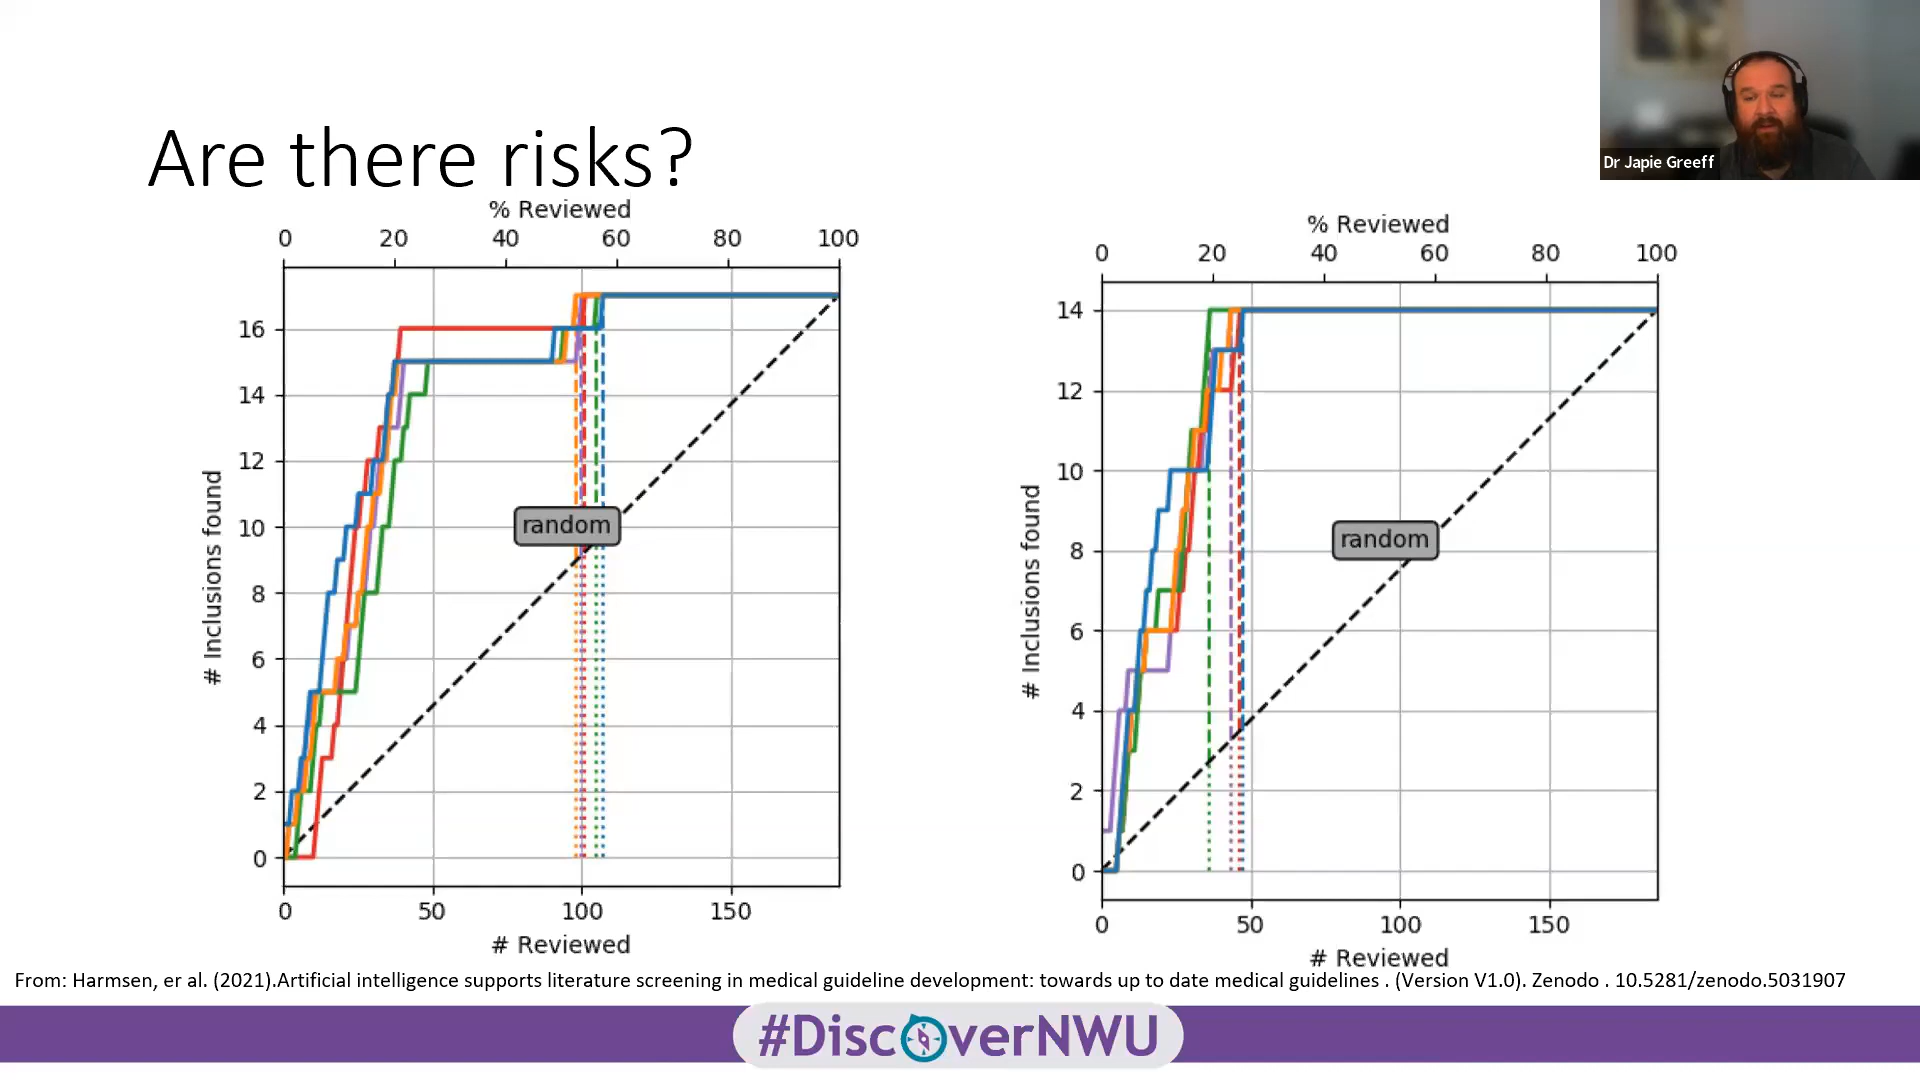 Dr Japie Greeff
Are there risks?
% Reviewed
0 20 40 60 80 100
16
14
12
10
8
6
4
2
0
# Inclusions found
random
0 50 100 150
# Reviewed
% Reviewed
0 20 40 60 80 100
14
12
10
8
6
4
2
0
# Inclusions found
random
0 50 100 150
# Reviewed
From: Harmsen, er al. (2021).Artificial intelligence supports literature screening in medical guideline development: towards up to date medical guidelines . (Version V1.0). Zenodo . 10.5281/zenodo.5031907
#DiscoverNWU